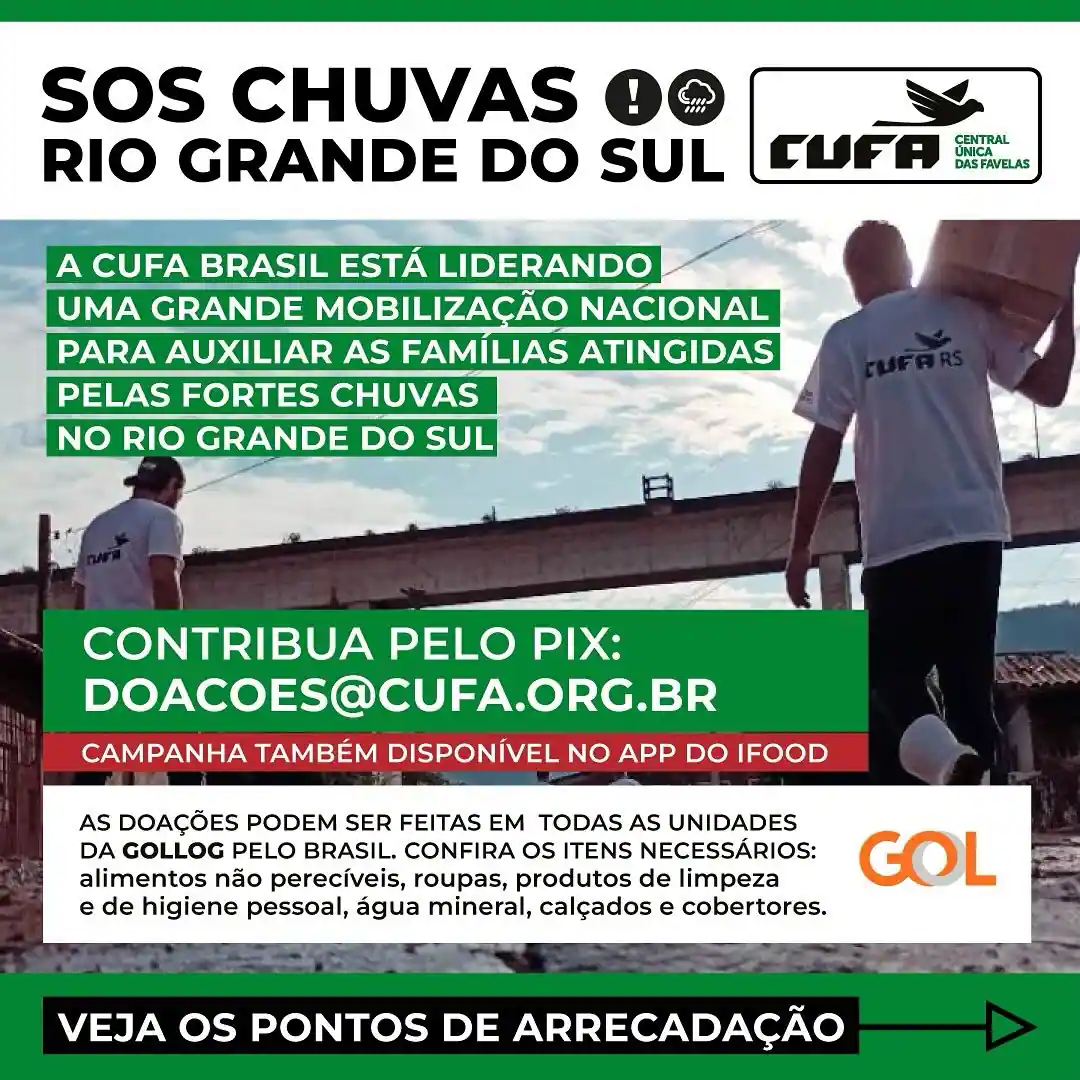 SOS CHUVAS
RIO GRANDE DO SUL
CUFA
CENTRAL
ÚNICA
DAS FAVELAS
A CUFA BRASIL ESTÁ LIDERANDO
UMA GRANDE MOBILIZAÇÃO NACIONAL
PARA AUXILIAR AS FAMÍLIAS ATINGIDAS
PELAS FORTES CHUVAS
NO RIO GRANDE DO SUL
CUFA RS
CUFA
CONTRIBUA PELO PIX:
DOACOES@CUFA.ORG.BR
CAMPANHA TAMBÉM DISPONÍVEL NO APP DO IFOOD
AS DOAÇÕES PODEM SER FEITAS EM TODAS AS UNIDADES
DA GOLLOG PELO BRASIL. CONFIRA OS ITENS NECESSÁRIOS:
alimentos não perecíveis, roupas, produtos de limpeza
e de higiene pessoal, água mineral, calçados e cobertores.
GOL
VEJA OS PONTOS DE ARRECADAÇÃO